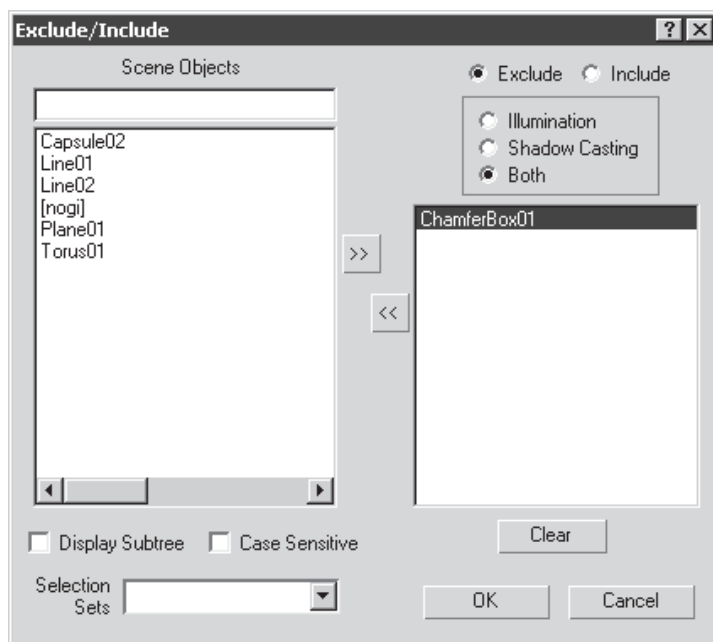 Exclude/Include
Scene Objects
Exclude Include
Illumination
Shadow Casting
Both
Capsule02
Line01
Line02
[nogi]
Plane01
Torus01
ChamferBox01
>>
<<
Display Subtree Case Sensitive
Clear
Selection
Sets
OK Cancel